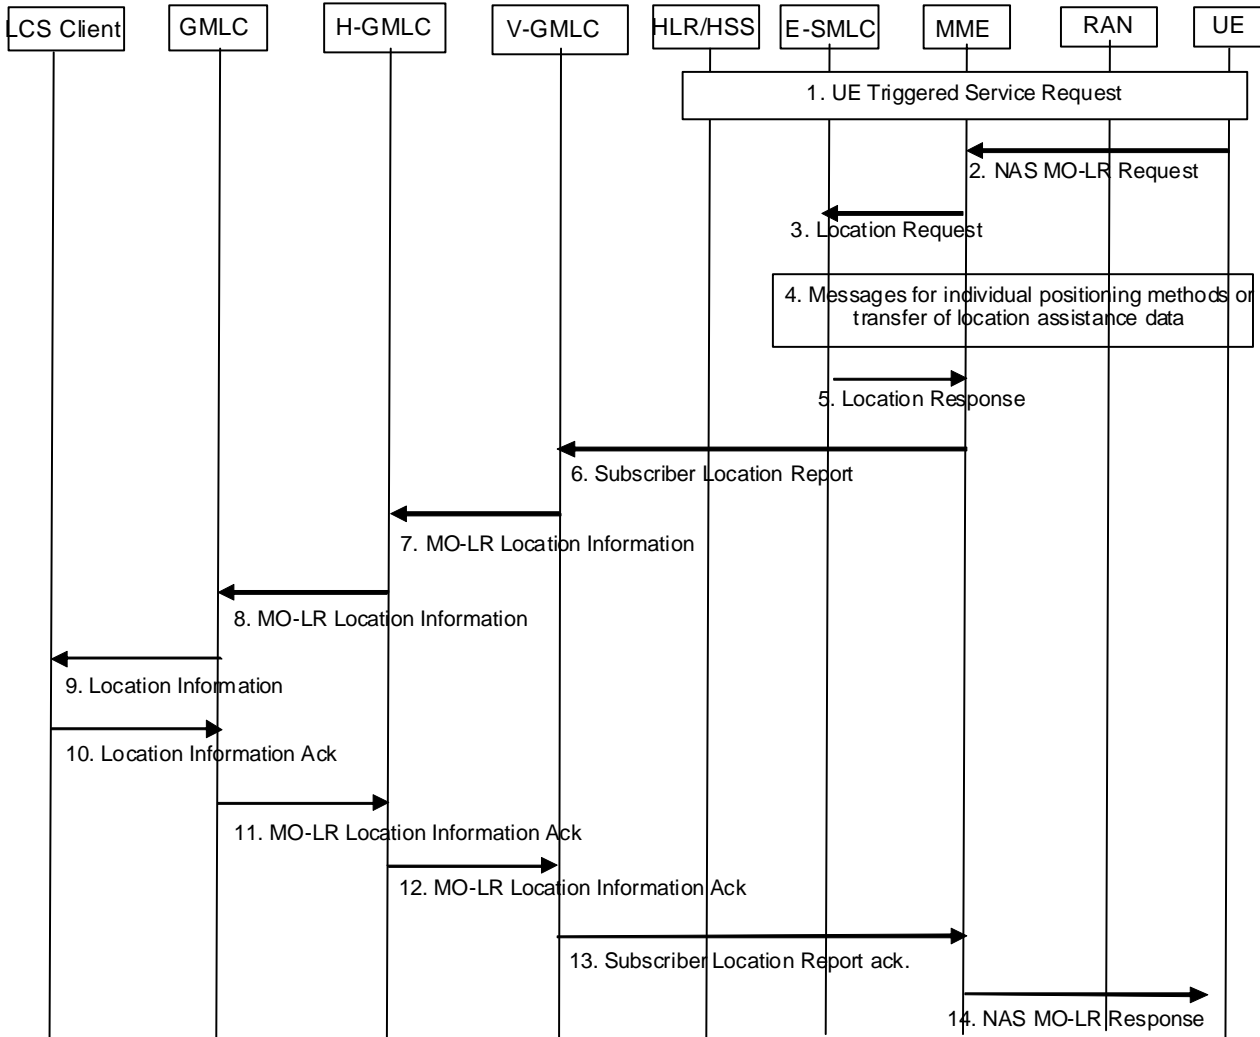 LCS Client
GMLC
H-GMLC
V-GMLC
HLR/HSS
E-SMLC
MME
RAN
UE
1. UE Triggered Service Request
2. NAS MO-LR Request
3. Location Request
4. Messages for individual positioning methods or
transfer of location assistance data
5. Location Response
6. Subscriber Location Report
7. MO-LR Location Information
8. MO-LR Location Information
9. Location Information
10. Location Information Ack
11. MO-LR Location Information Ack
12. MO-LR Location Information Ack
13. Subscriber Location Report ack.
14. NAS MO-LR Response